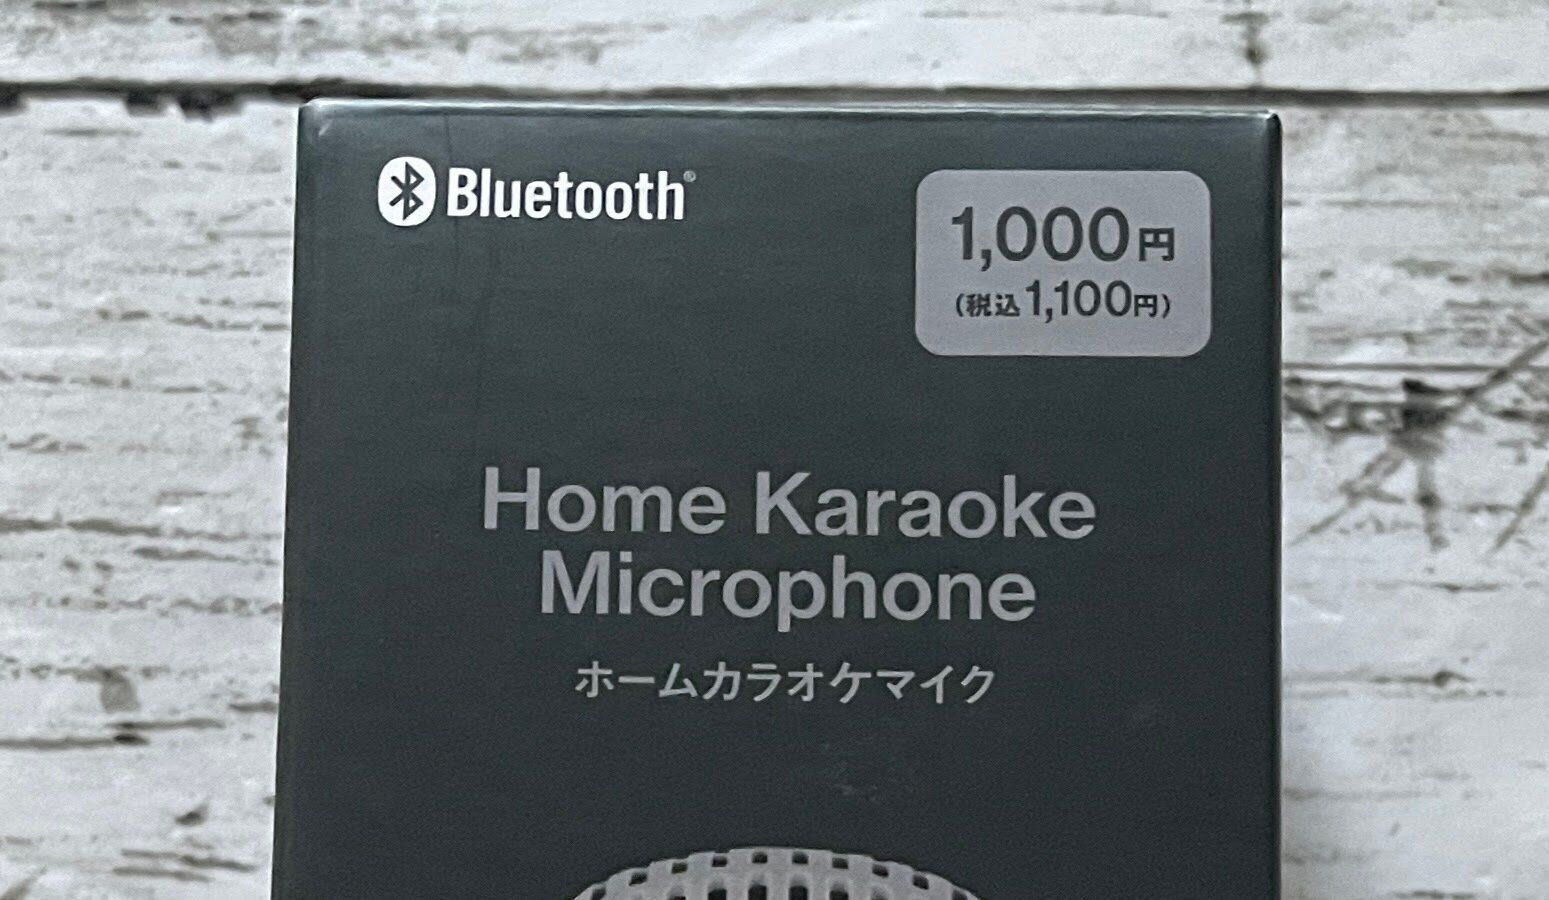 Bluetooth®
1,000円
(税込1,100円)
Home Karaoke
Microphone
ホームカラオケマイク